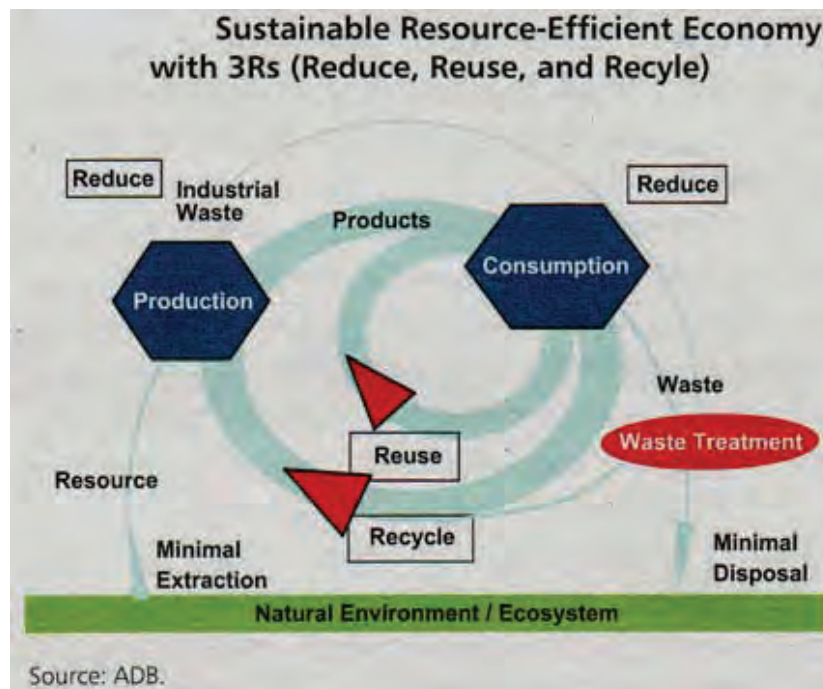 Sustainable Resource-Efficient Economy
with 3Rs (Reduce, Reuse, and Recyle)
Reduce
Industrial
Waste
Products
Reduce
Consumption
Production
Waste
Waste Treatment
Reuse
Resource
Recycle
Minimal
Extraction
Minimal
Disposal
Natural Environment / Ecosystem
Source: ADB.